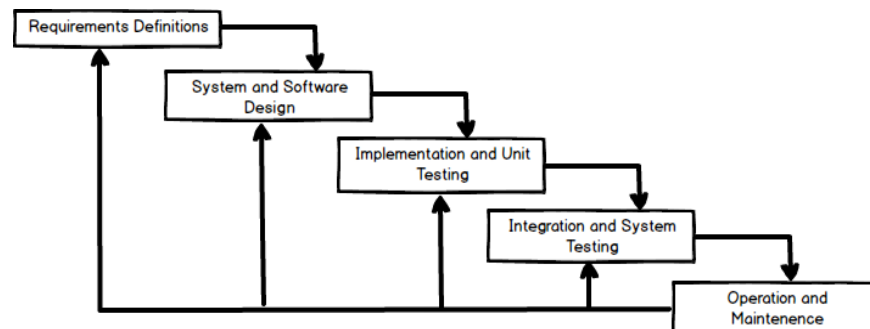 Requirements Definitions
System and Software
Design
Implementation and Unit
Testing
Integration and System
Testing
Operation and
Maintenence